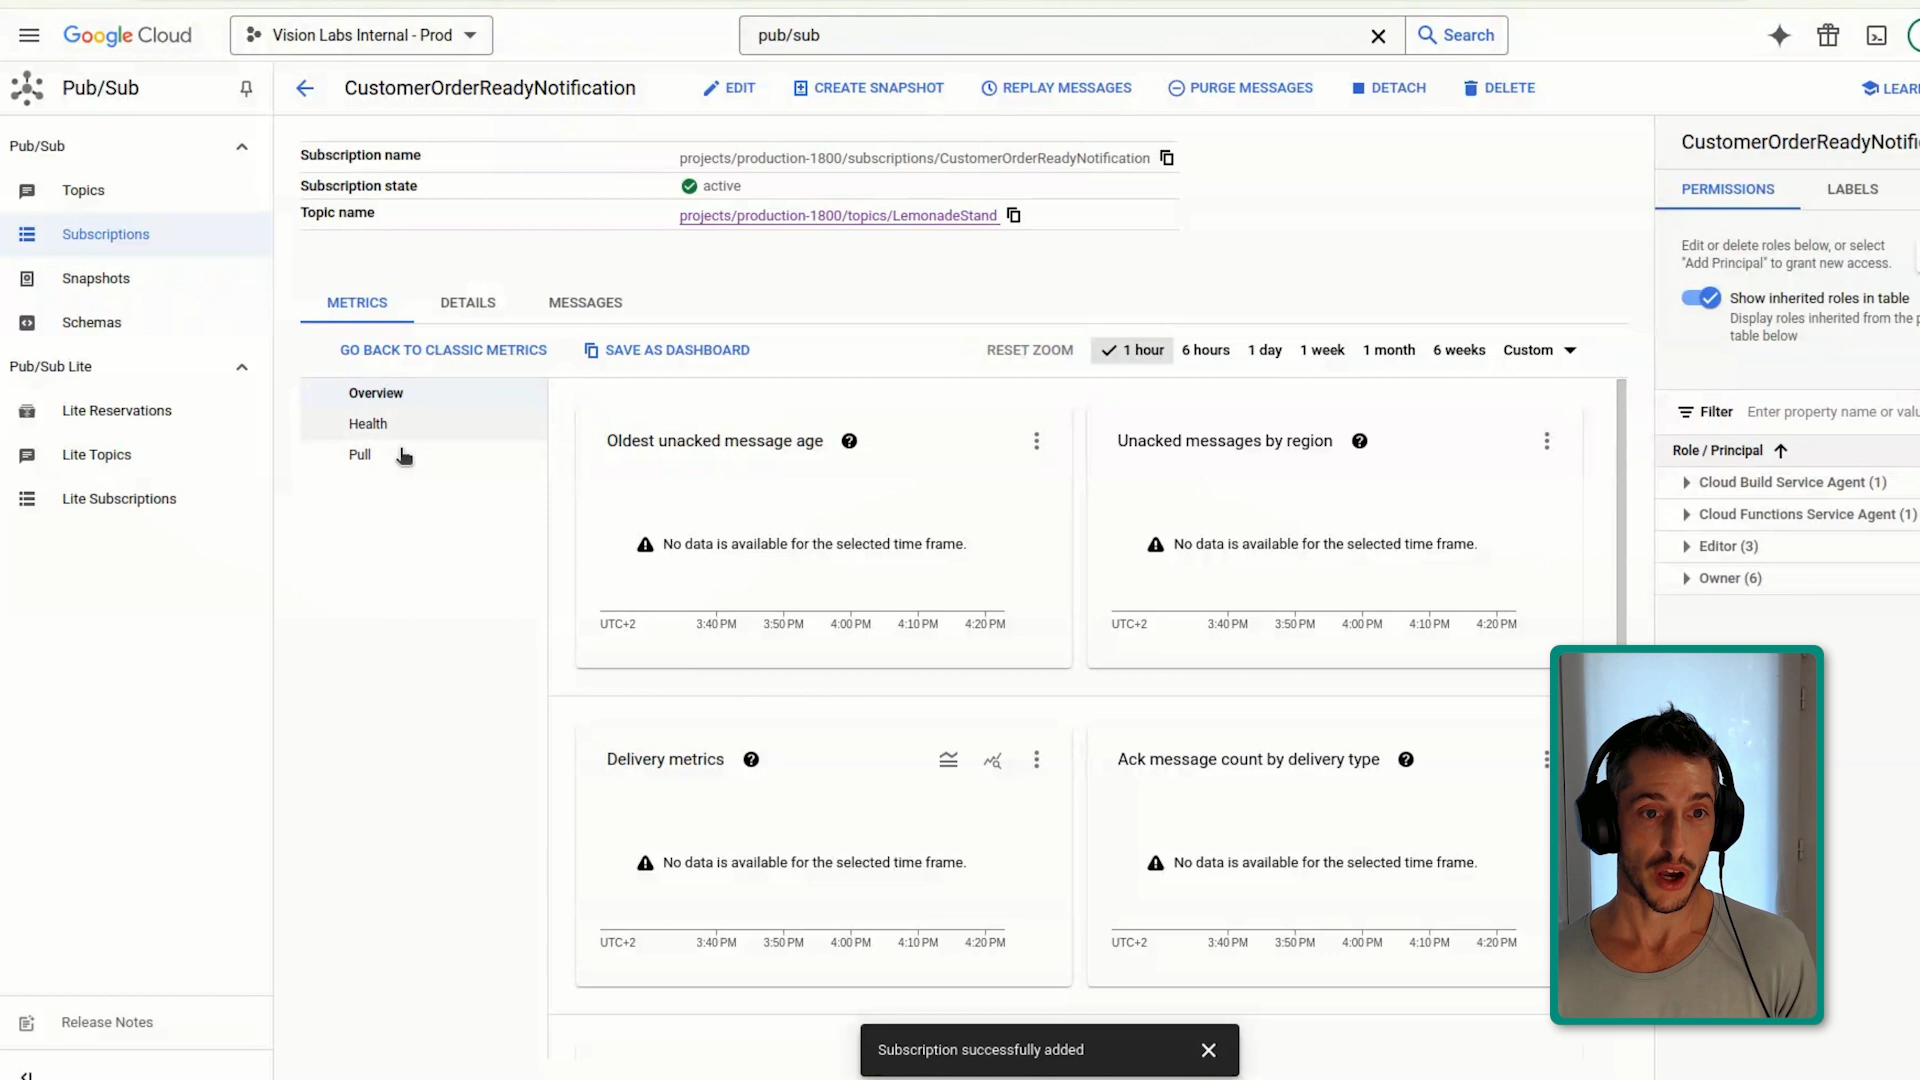 Google Cloud
Vision Labs Internal - Prod
pub/sub
Search
Pub/Sub
CustomerOrderReadyNotification
EDIT
CREATE SNAPSHOT
REPLAY MESSAGES
PURGE MESSAGES
DETACH
DELETE
LEAR
Pub/Sub
Topics
Subscriptions
Snapshots
Schemas
Pub/Sub Lite
Lite Reservations
Lite Topics
Lite Subscriptions
Release Notes
Subscription name
projects/production-1800/subscriptions/CustomerOrderReadyNotification
Subscription state
active
Topic name
projects/production-1800/topics/LemonadeStand
METRICS
DETAILS
MESSAGES
GO BACK TO CLASSIC METRICS
SAVE AS DASHBOARD
RESET ZOOM
1 hour
6 hours
1 day
1 week
1 month
6 weeks
Custom
Overview
Health
Pull
Oldest unacked message age
No data is available for the selected time frame.
UTC+2
3:40 PM
3:50 PM
4:00 PM
4:10 PM
4:20 PM
Unacked messages by region
No data is available for the selected time frame.
UTC+2
3:40 PM
3:50 PM
4:00 PM
4:10 PM
4:20 PM
Delivery metrics
No data is available for the selected time frame.
UTC+2
3:40 PM
3:50 PM
4:00 PM
4:10 PM
4:20 PM
Ack message count by delivery type
No data is available for the selected time frame.
UTC+2
3:40 PM
3:50 PM
4:00 PM
4:10 PM
4:20 PM
Subscription successfully added
CustomerOrderReadyNotifi
PERMISSIONS
LABELS
Edit or delete roles below, or select
"Add Principal" to grant new access.
Show inherited roles in table
Display roles inherited from the p
table below
Filter
Enter property name or valu
Role / Principal
Cloud Build Service Agent (1)
Cloud Functions Service Agent (1)
Editor (3)
Owner (6)